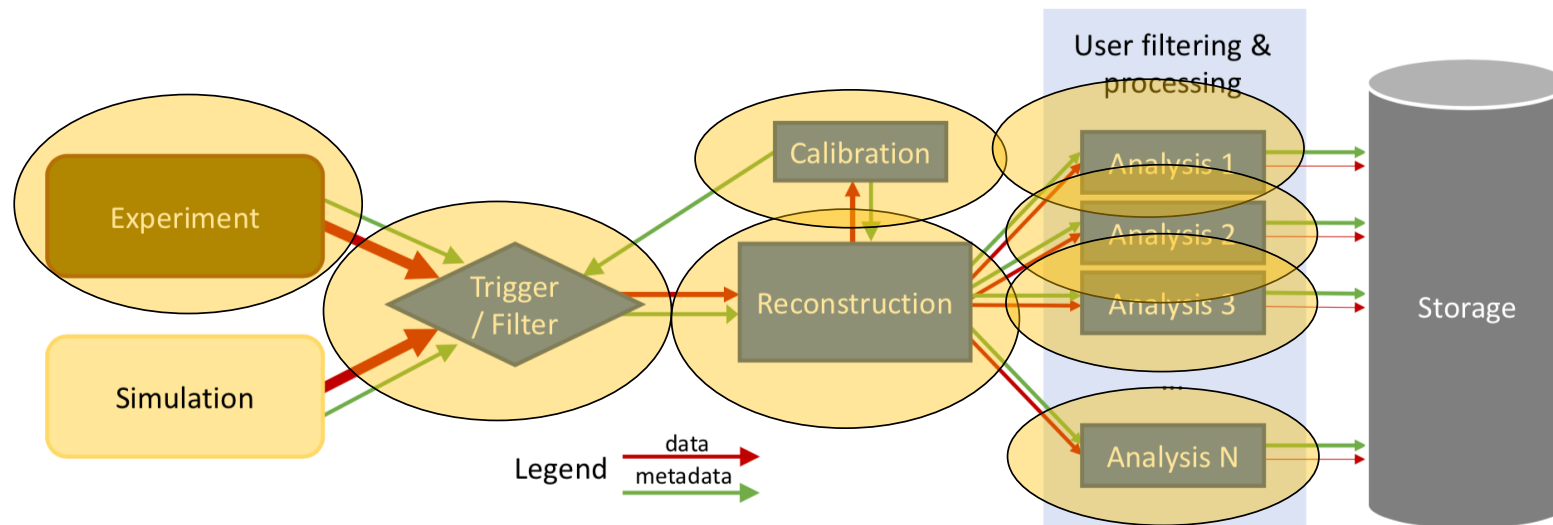 User filtering &
processing
Experiment
Simulation
Trigger
/ Filter
Calibration
Reconstruction
Analysis 1
Analysis 2
Analysis 3
...
Analysis N
Storage
Legend
data
metadata